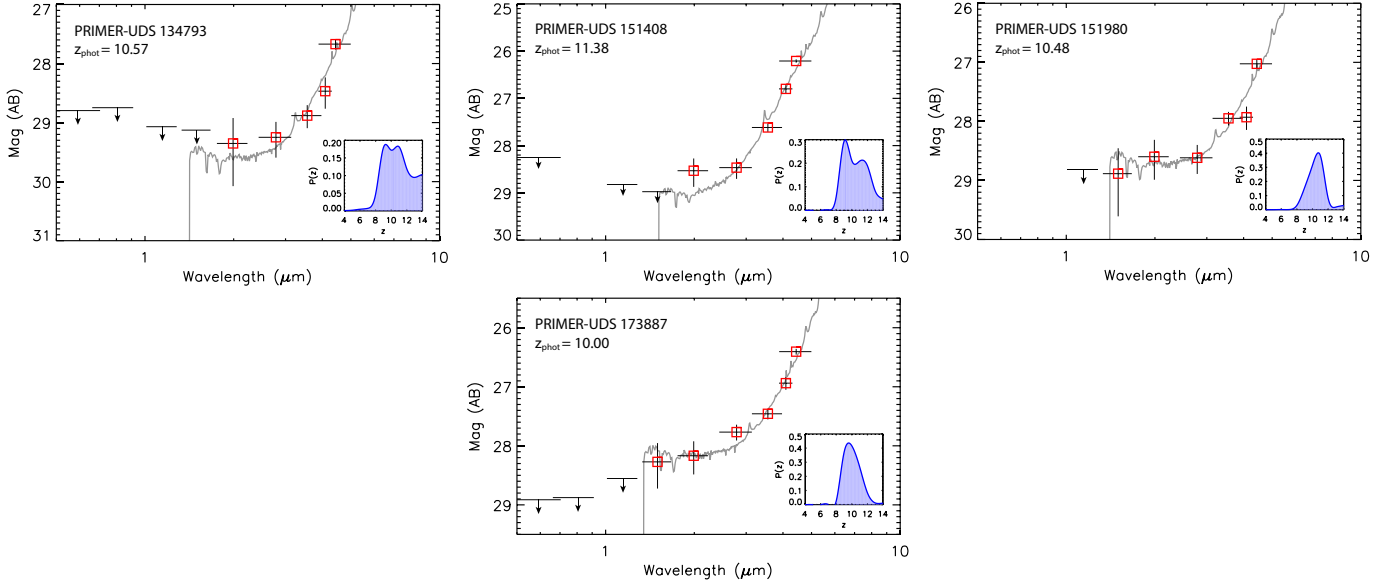 PRIMER-UDS 134793
z_phot = 10.57
Mag (AB)
27
28
29
30
31
1
10
Wavelength (μm)
P(z)
0.20
0.15
0.10
0.05
0.00
4 6 8 10 12 14
z
PRIMER-UDS 151408
z_phot = 11.38
Mag (AB)
25
26
27
28
29
30
1
10
Wavelength (μm)
P(z)
0.3
0.2
0.1
0.0
4 6 8 10 12 14
z
PRIMER-UDS 151980
z_phot = 10.48
Mag (AB)
26
27
28
29
30
1
10
Wavelength (μm)
P(z)
0.5
0.4
0.3
0.2
0.1
0.0
4 6 8 10 12 14
z
PRIMER-UDS 173887
z_phot = 10.00
Mag (AB)
26
27
28
29
1
10
Wavelength (μm)
P(z)
0.5
0.4
0.3
0.2
0.1
0.0
4 6 8 10 12 14
z